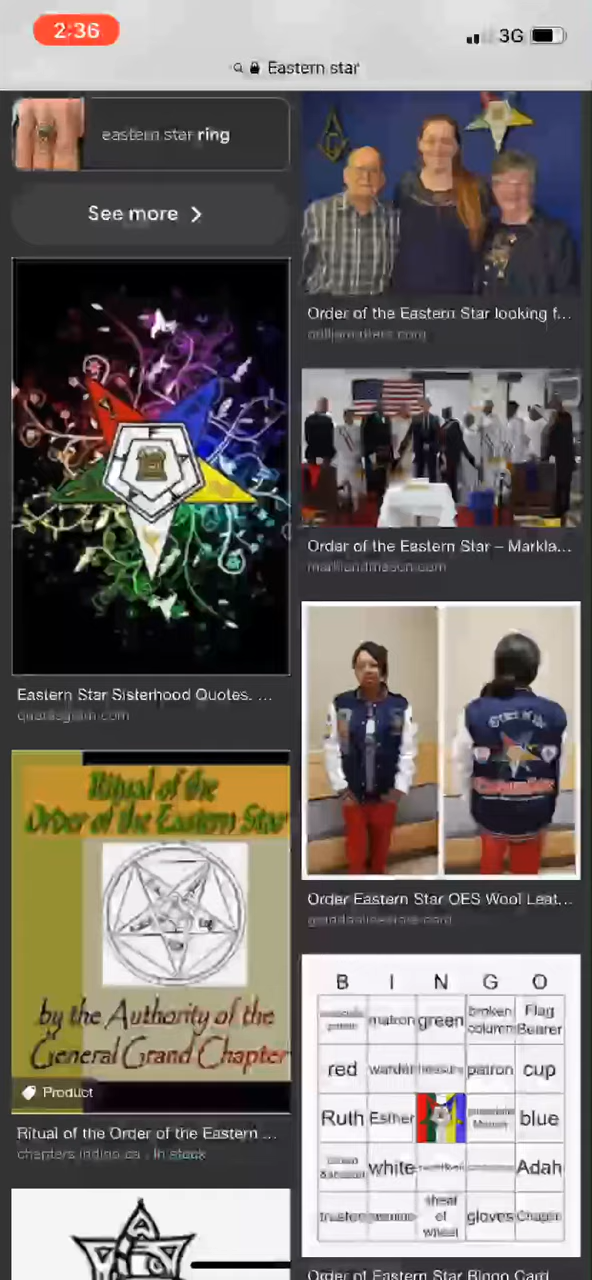 2:36
3G
Eastern star
eastern star ring
See more
Order of the Eastern Star looking f...
Order of the Eastern Star – Markla...
Eastern Star Sisterhood Quotes. ...
Ritual of the
Order of the Eastern Star
by the Authority of the
General Grand Chapter
Product
Ritual of the Order of the Eastern ...
In stock
Order Eastern Star OES Wool Leat...
B I N G O
matron green broken column Flag Bearer
red warder patron cup
Ruth Esther blue
white Adah
trustee sheaf of wheat gloves
Order of Eastern Star Bingo Card